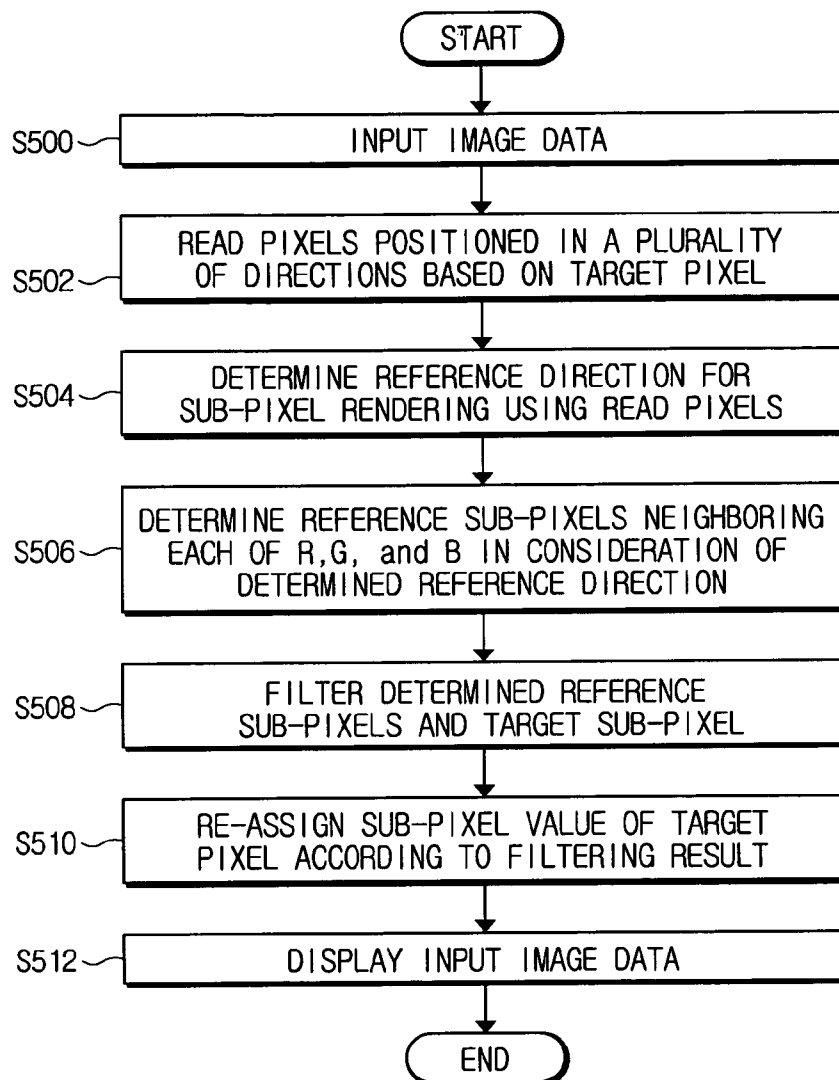 START
S500
INPUT IMAGE DATA
S502
READ PIXELS POSITIONED IN A PLURALITY
OF DIRECTIONS BASED ON TARGET PIXEL
S504
DETERMINE REFERENCE DIRECTION FOR
SUB-PIXEL RENDERING USING READ PIXELS
S506
DETERMINE REFERENCE SUB-PIXELS NEIGHBORING
EACH OF R,G, and B IN CONSIDERATION OF
DETERMINED REFERENCE DIRECTION
S508
FILTER DETERMINED REFERENCE
SUB-PIXELS AND TARGET SUB-PIXEL
S510
RE-ASSIGN SUB-PIXEL VALUE OF TARGET
PIXEL ACCORDING TO FILTERING RESULT
S512
DISPLAY INPUT IMAGE DATA
END